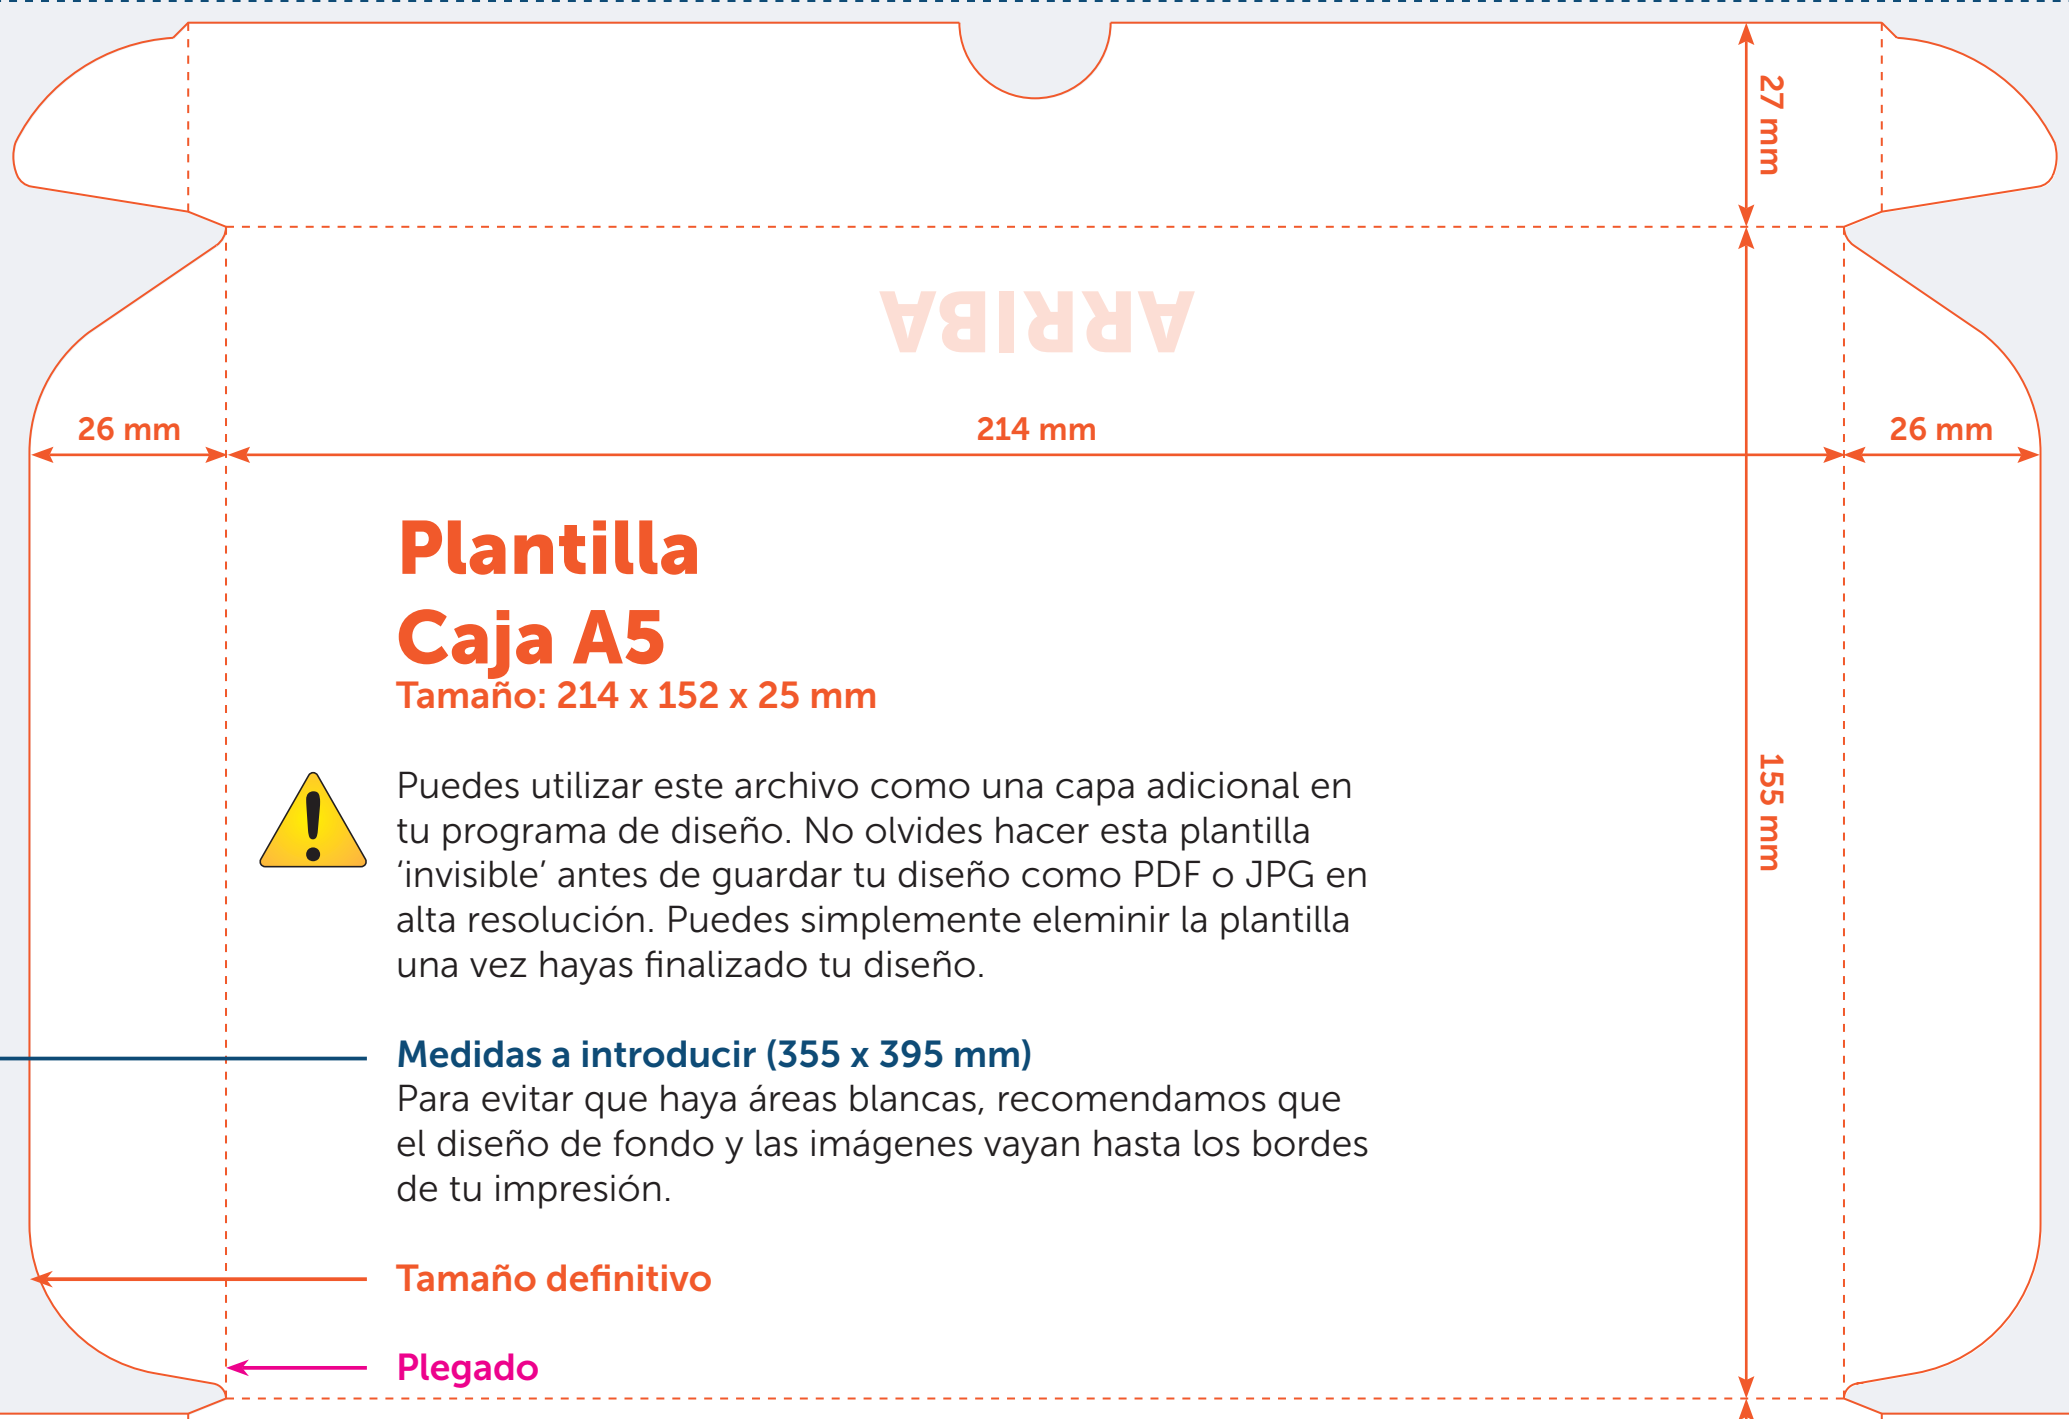 27 mm
ARRIBA
26 mm
214 mm
26 mm
Plantilla
Caja A5
Tamaño: 214 x 152 x 25 mm
Puedes utilizar este archivo como una capa adicional en
tu programa de diseño. No olvides hacer esta plantilla
‘invisible’ antes de guardar tu diseño como PDF o JPG en
alta resolución. Puedes simplemente eleminir la plantilla
una vez hayas finalizado tu diseño.
155 mm
Medidas a introducir (355 x 395 mm)
Para evitar que haya áreas blancas, recomendamos que
el diseño de fondo y las imágenes vayan hasta los bordes
de tu impresión.
Tamaño definitivo
Plegado